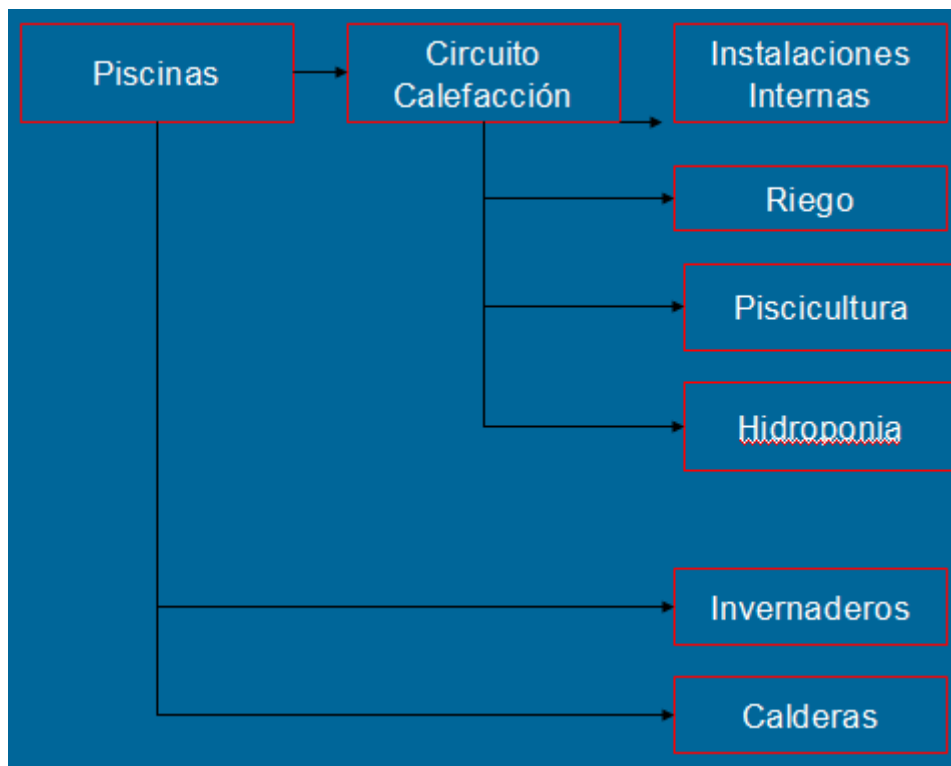 Piscinas
Circuito
Calefacción
Instalaciones
Internas
Riego
Piscicultura
Hidroponia
Invernaderos
Calderas